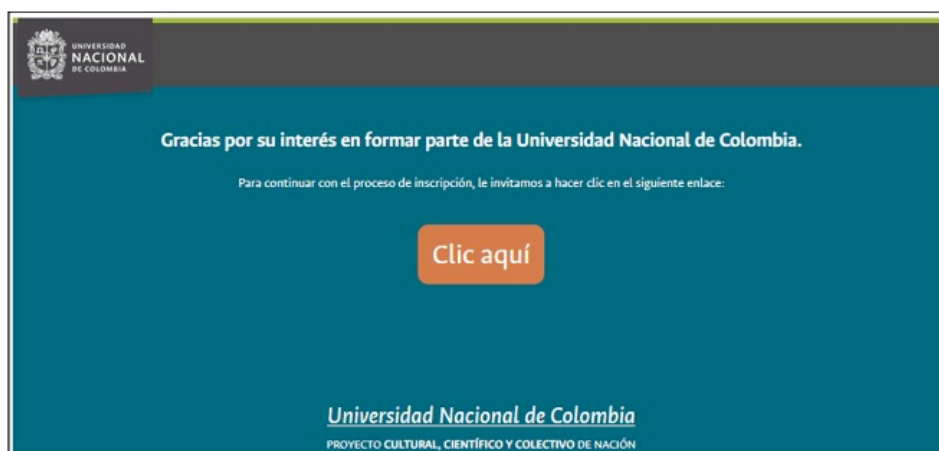 UNIVERSIDAD
NACIONAL
DE COLOMBIA
Gracias por su interés en formar parte de la Universidad Nacional de Colombia.
Para continuar con el proceso de inscripción, le invitamos a hacer clic en el siguiente enlace:
Clic aquí
Universidad Nacional de Colombia
PROYECTO CULTURAL, CIENTÍFICO Y COLECTIVO DE NACIÓN